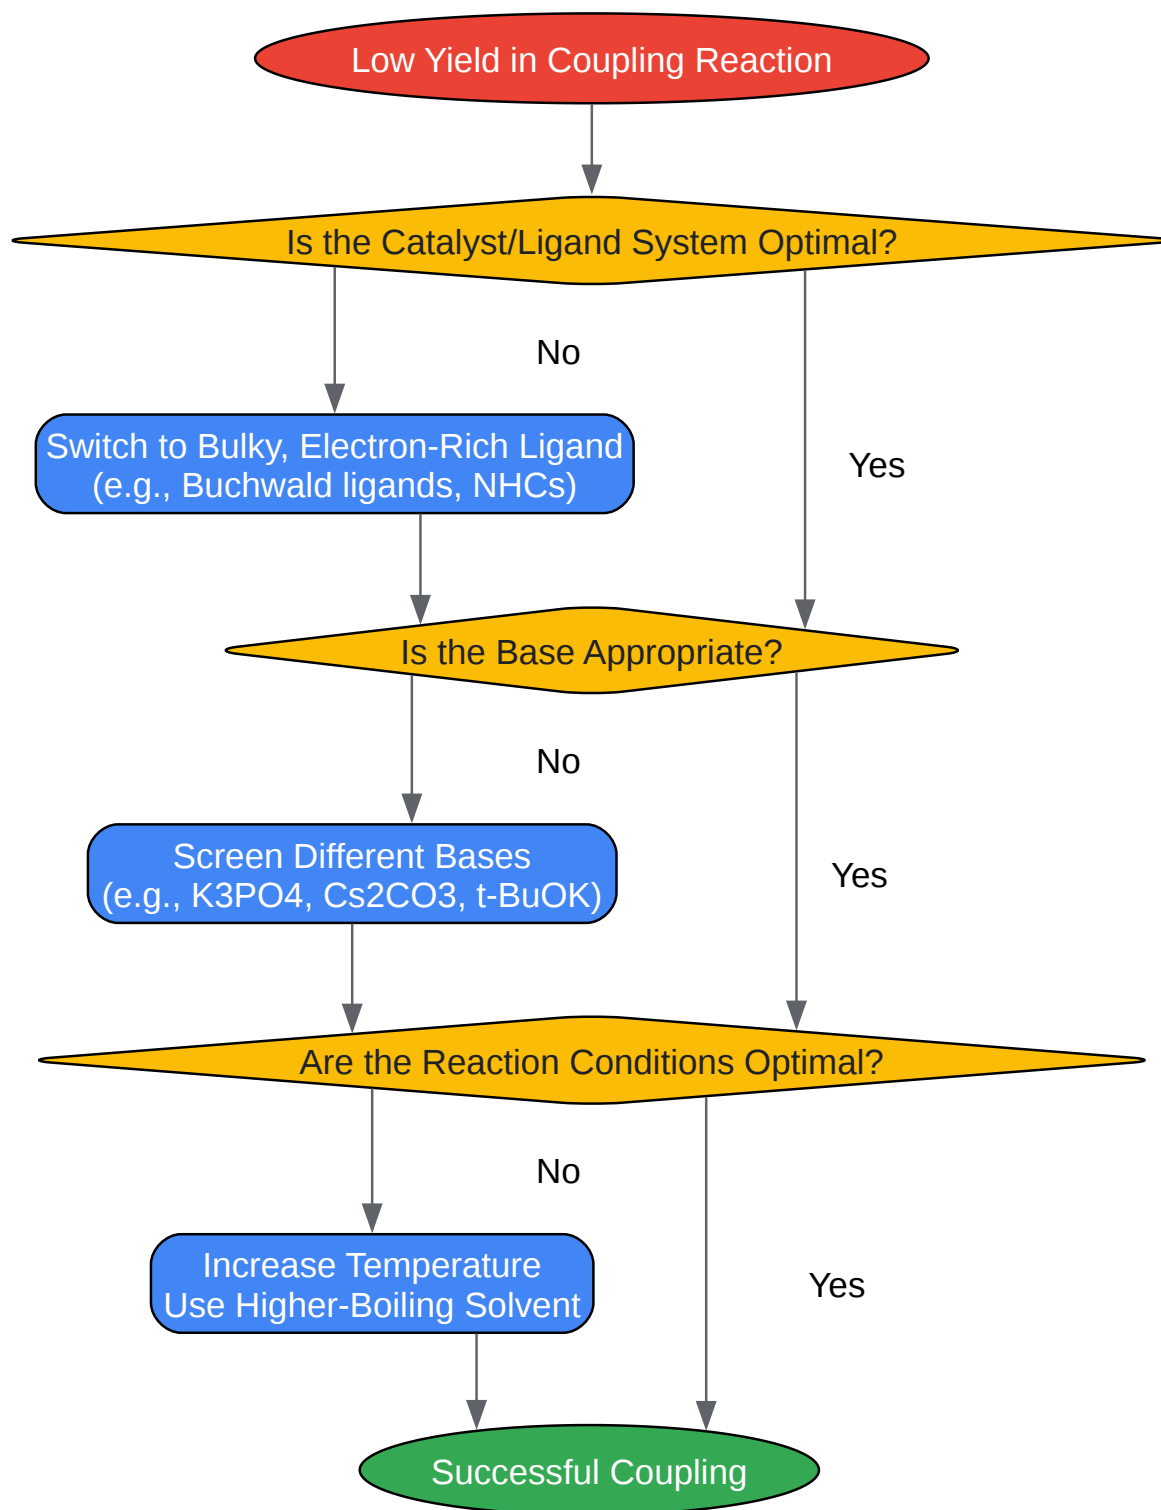 Low Yield in Coupling Reaction
Is the Catalyst/Ligand System Optimal?
No
Switch to Bulky, Electron-Rich Ligand
(e.g., Buchwald ligands, NHCs)
Yes
Is the Base Appropriate?
No
Screen Different Bases
(e.g., K3PO4, Cs2CO3, t-BuOK)
Yes
Are the Reaction Conditions Optimal?
No
Increase Temperature
Use Higher-Boiling Solvent
Yes
Successful Coupling